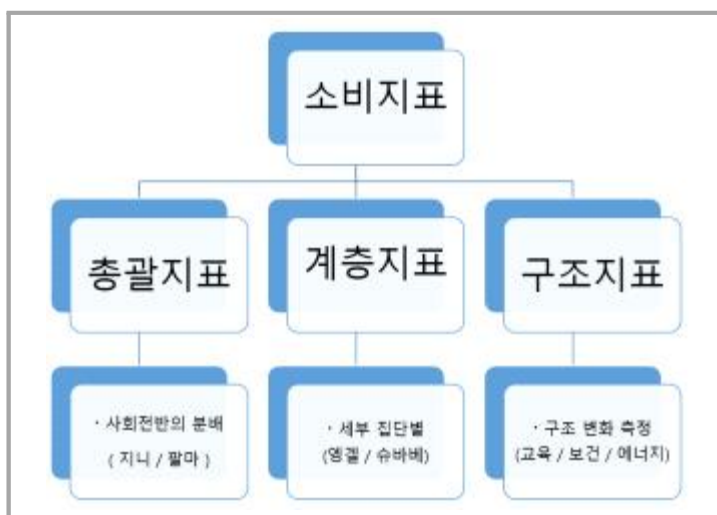 소비지표
총괄지표
계층지표
구조지표
· 사회전반의 분배
( 지니 / 팔마 )
· 세부 집단별
(앵겔 / 슈바베)
· 구조 변화 측정
(교육 / 보건 / 에너지)